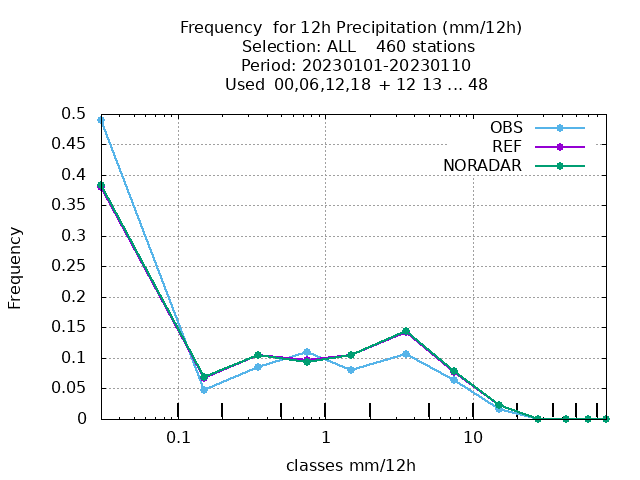 Frequency  for 12h Precipitation (mm/12h)
Selection: ALL    460 stations
Period: 20230101-20230110
Used  00,06,12,18  + 12 13 ... 48
OBS
REF
NORADAR
0.5
0.45
0.4
0.35
0.3
0.25
0.2
0.15
0.1
0.05
0
Frequency
0.1
1
10
classes mm/12h